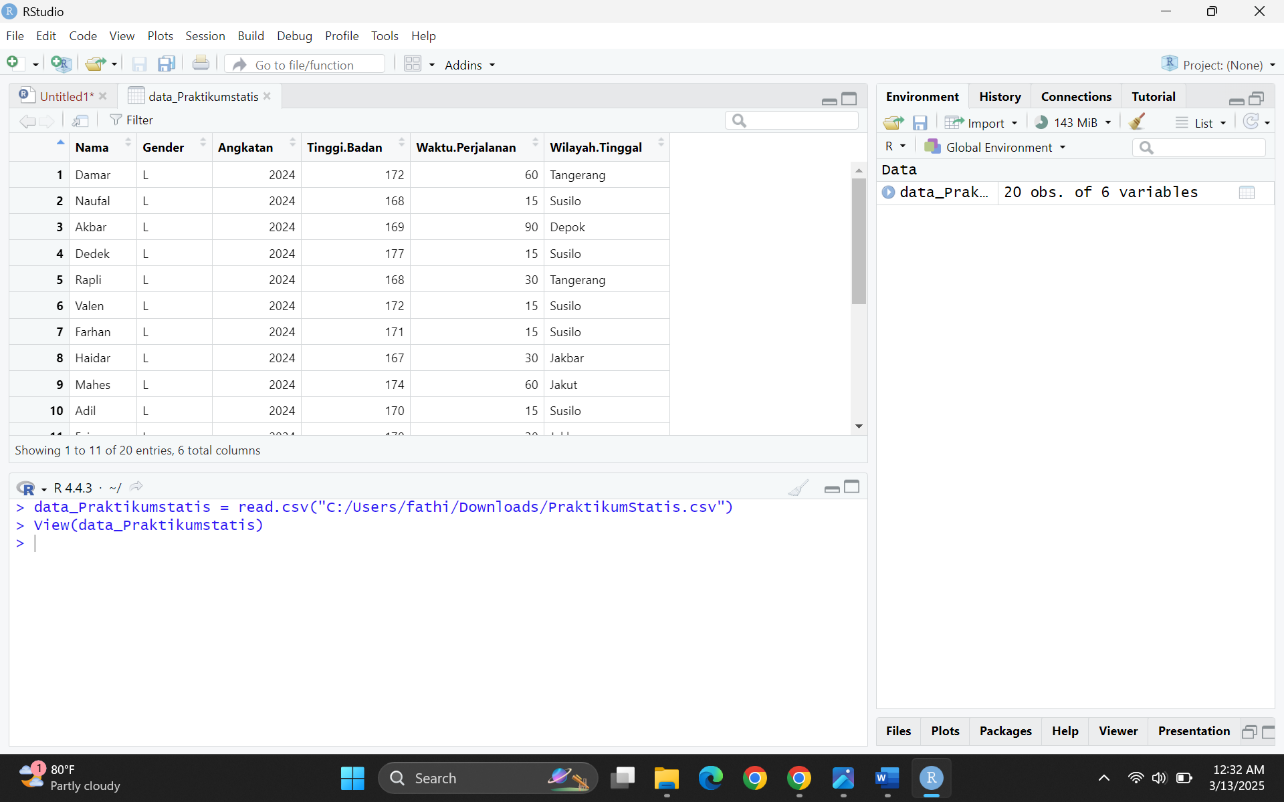 RStudio
File Edit Code View Plots Session Build Debug Profile Tools Help
Go to file/function Addins Project: (None)
Untitled1* data_Praktikumstatis
Filter
Nama Gender Angkatan Tinggi.Badan Waktu.Perjalanan Wilayah.Tinggal
1 Damar L 2024 172 60 Tangerang
2 Naufal L 2024 168 15 Susilo
3 Akbar L 2024 169 90 Depok
4 Dedek L 2024 177 15 Susilo
5 Rapli L 2024 168 30 Tangerang
6 Valen L 2024 172 15 Susilo
7 Farhan L 2024 171 15 Susilo
8 Haidar L 2024 167 30 Jakbar
9 Mahes L 2024 174 60 Jakut
10 Adil L 2024 170 15 Susilo
Showing 1 to 11 of 20 entries, 6 total columns
R 4.4.3 · ~/
> data_Praktikumstatis = read.csv("C:/Users/fathi/Downloads/PraktikumStatis.csv")
> View(data_Praktikumstatis)
>
Environment History Connections Tutorial
Import 143 MiB List
R Global Environment
Data
data_Prak… 20 obs. of 6 variables
Files Plots Packages Help Viewer Presentation
1
80°F
Partly cloudy
Search
12:32 AM
3/13/2025